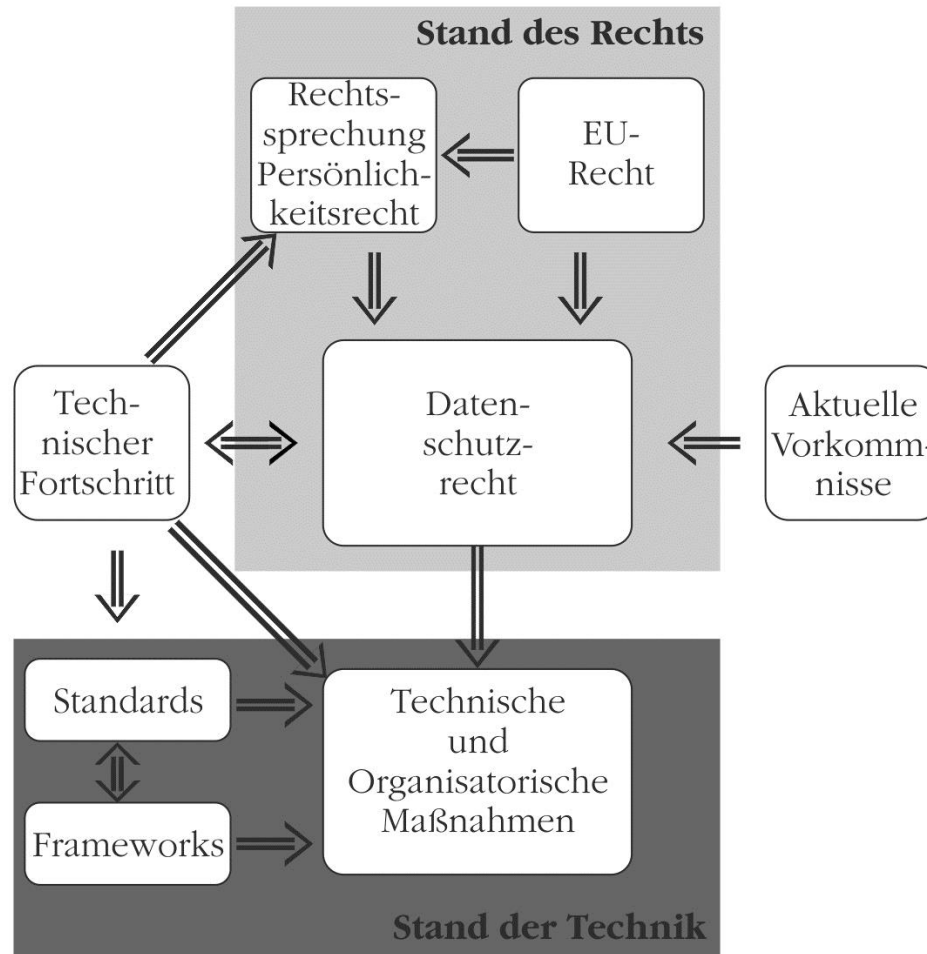 Stand des Rechts
Rechts-
sprechung
Persönlich-
keitsrecht
EU-
Recht
Tech-
nischer
Fortschritt
Daten-
schutz-
recht
Aktuelle
Vorkomm-
nisse
Standards
Frameworks
Technische
und
Organisatorische
Maßnahmen
Stand der Technik